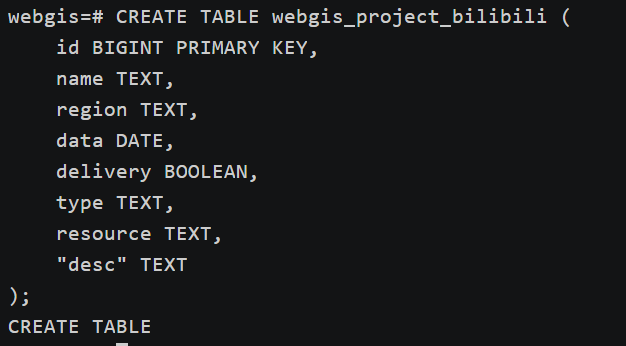 webgis=# CREATE TABLE webgis_project_bilibili (
    id BIGINT PRIMARY KEY,
    name TEXT,
    region TEXT,
    data DATE,
    delivery BOOLEAN,
    type TEXT,
    resource TEXT,
    "desc" TEXT
);
CREATE TABLE